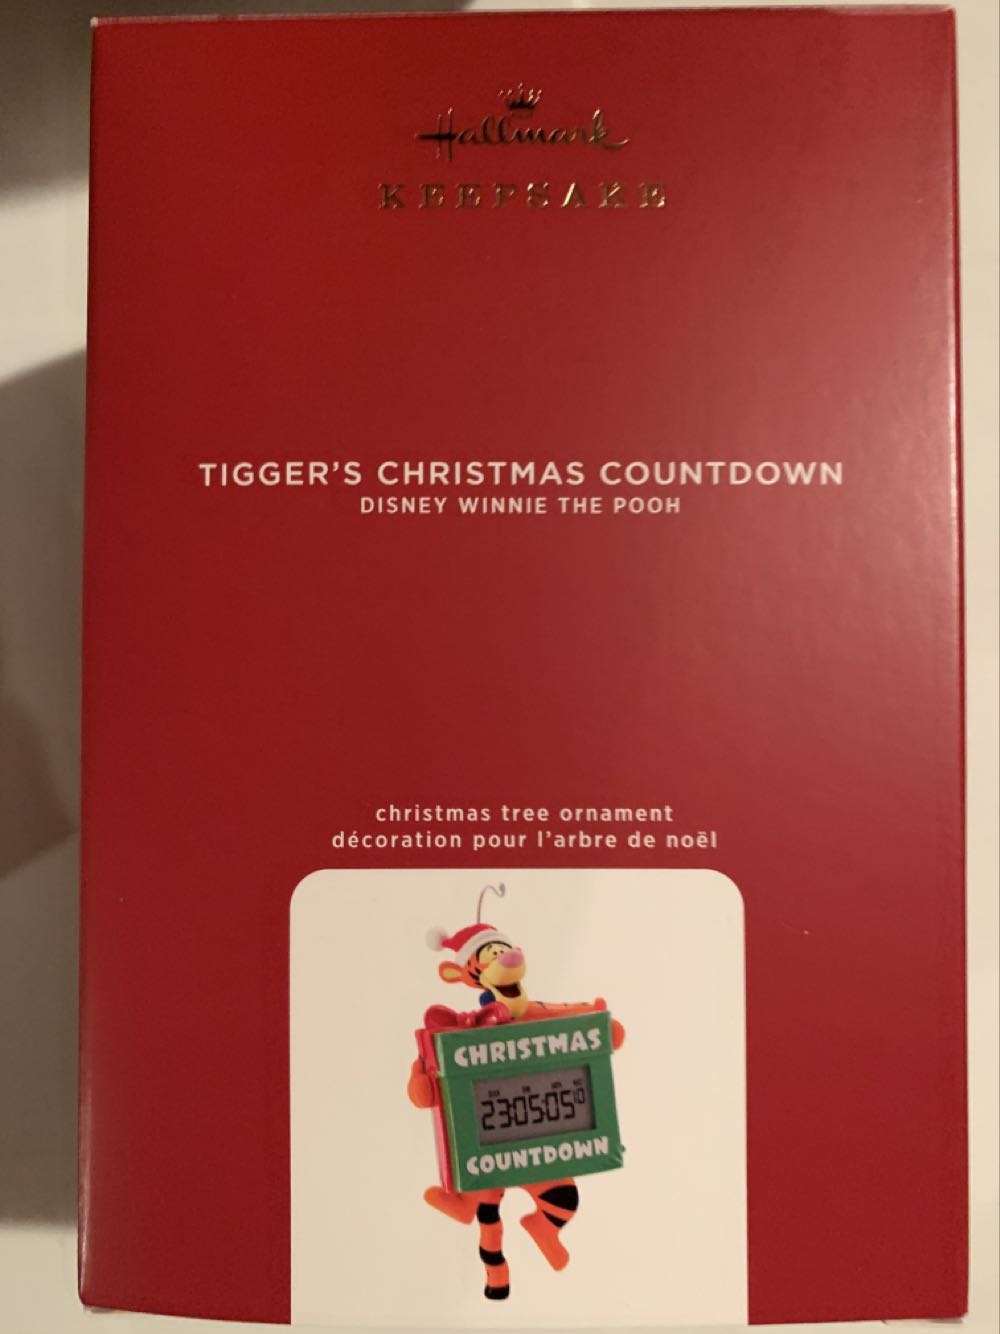 Hallmark
KEEPSAKE
TIGGER'S CHRISTMAS COUNTDOWN
DISNEY WINNIE THE POOH
christmas tree ornament
décoration pour l'arbre de noël
CHRISTMAS
23:05:05 10
COUNTDOWN